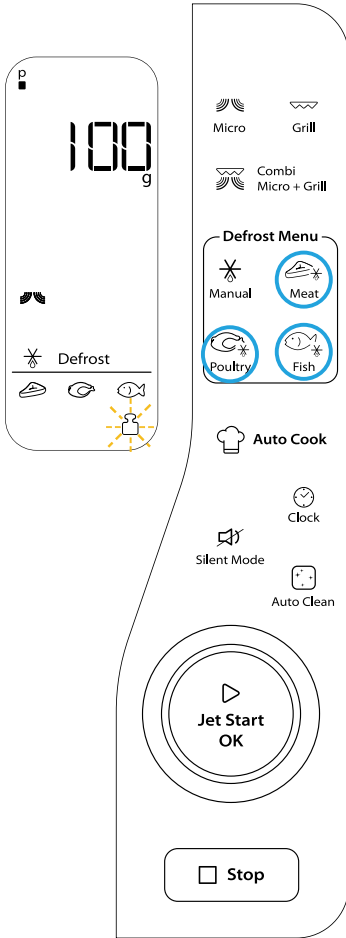 p
100
g
Defrost
Micro
Grill
Combi
Micro + Grill
Defrost Menu
Manual
Meat
Poultry
Fish
Auto Cook
Clock
Silent Mode
Auto Clean
Jet Start
OK
Stop